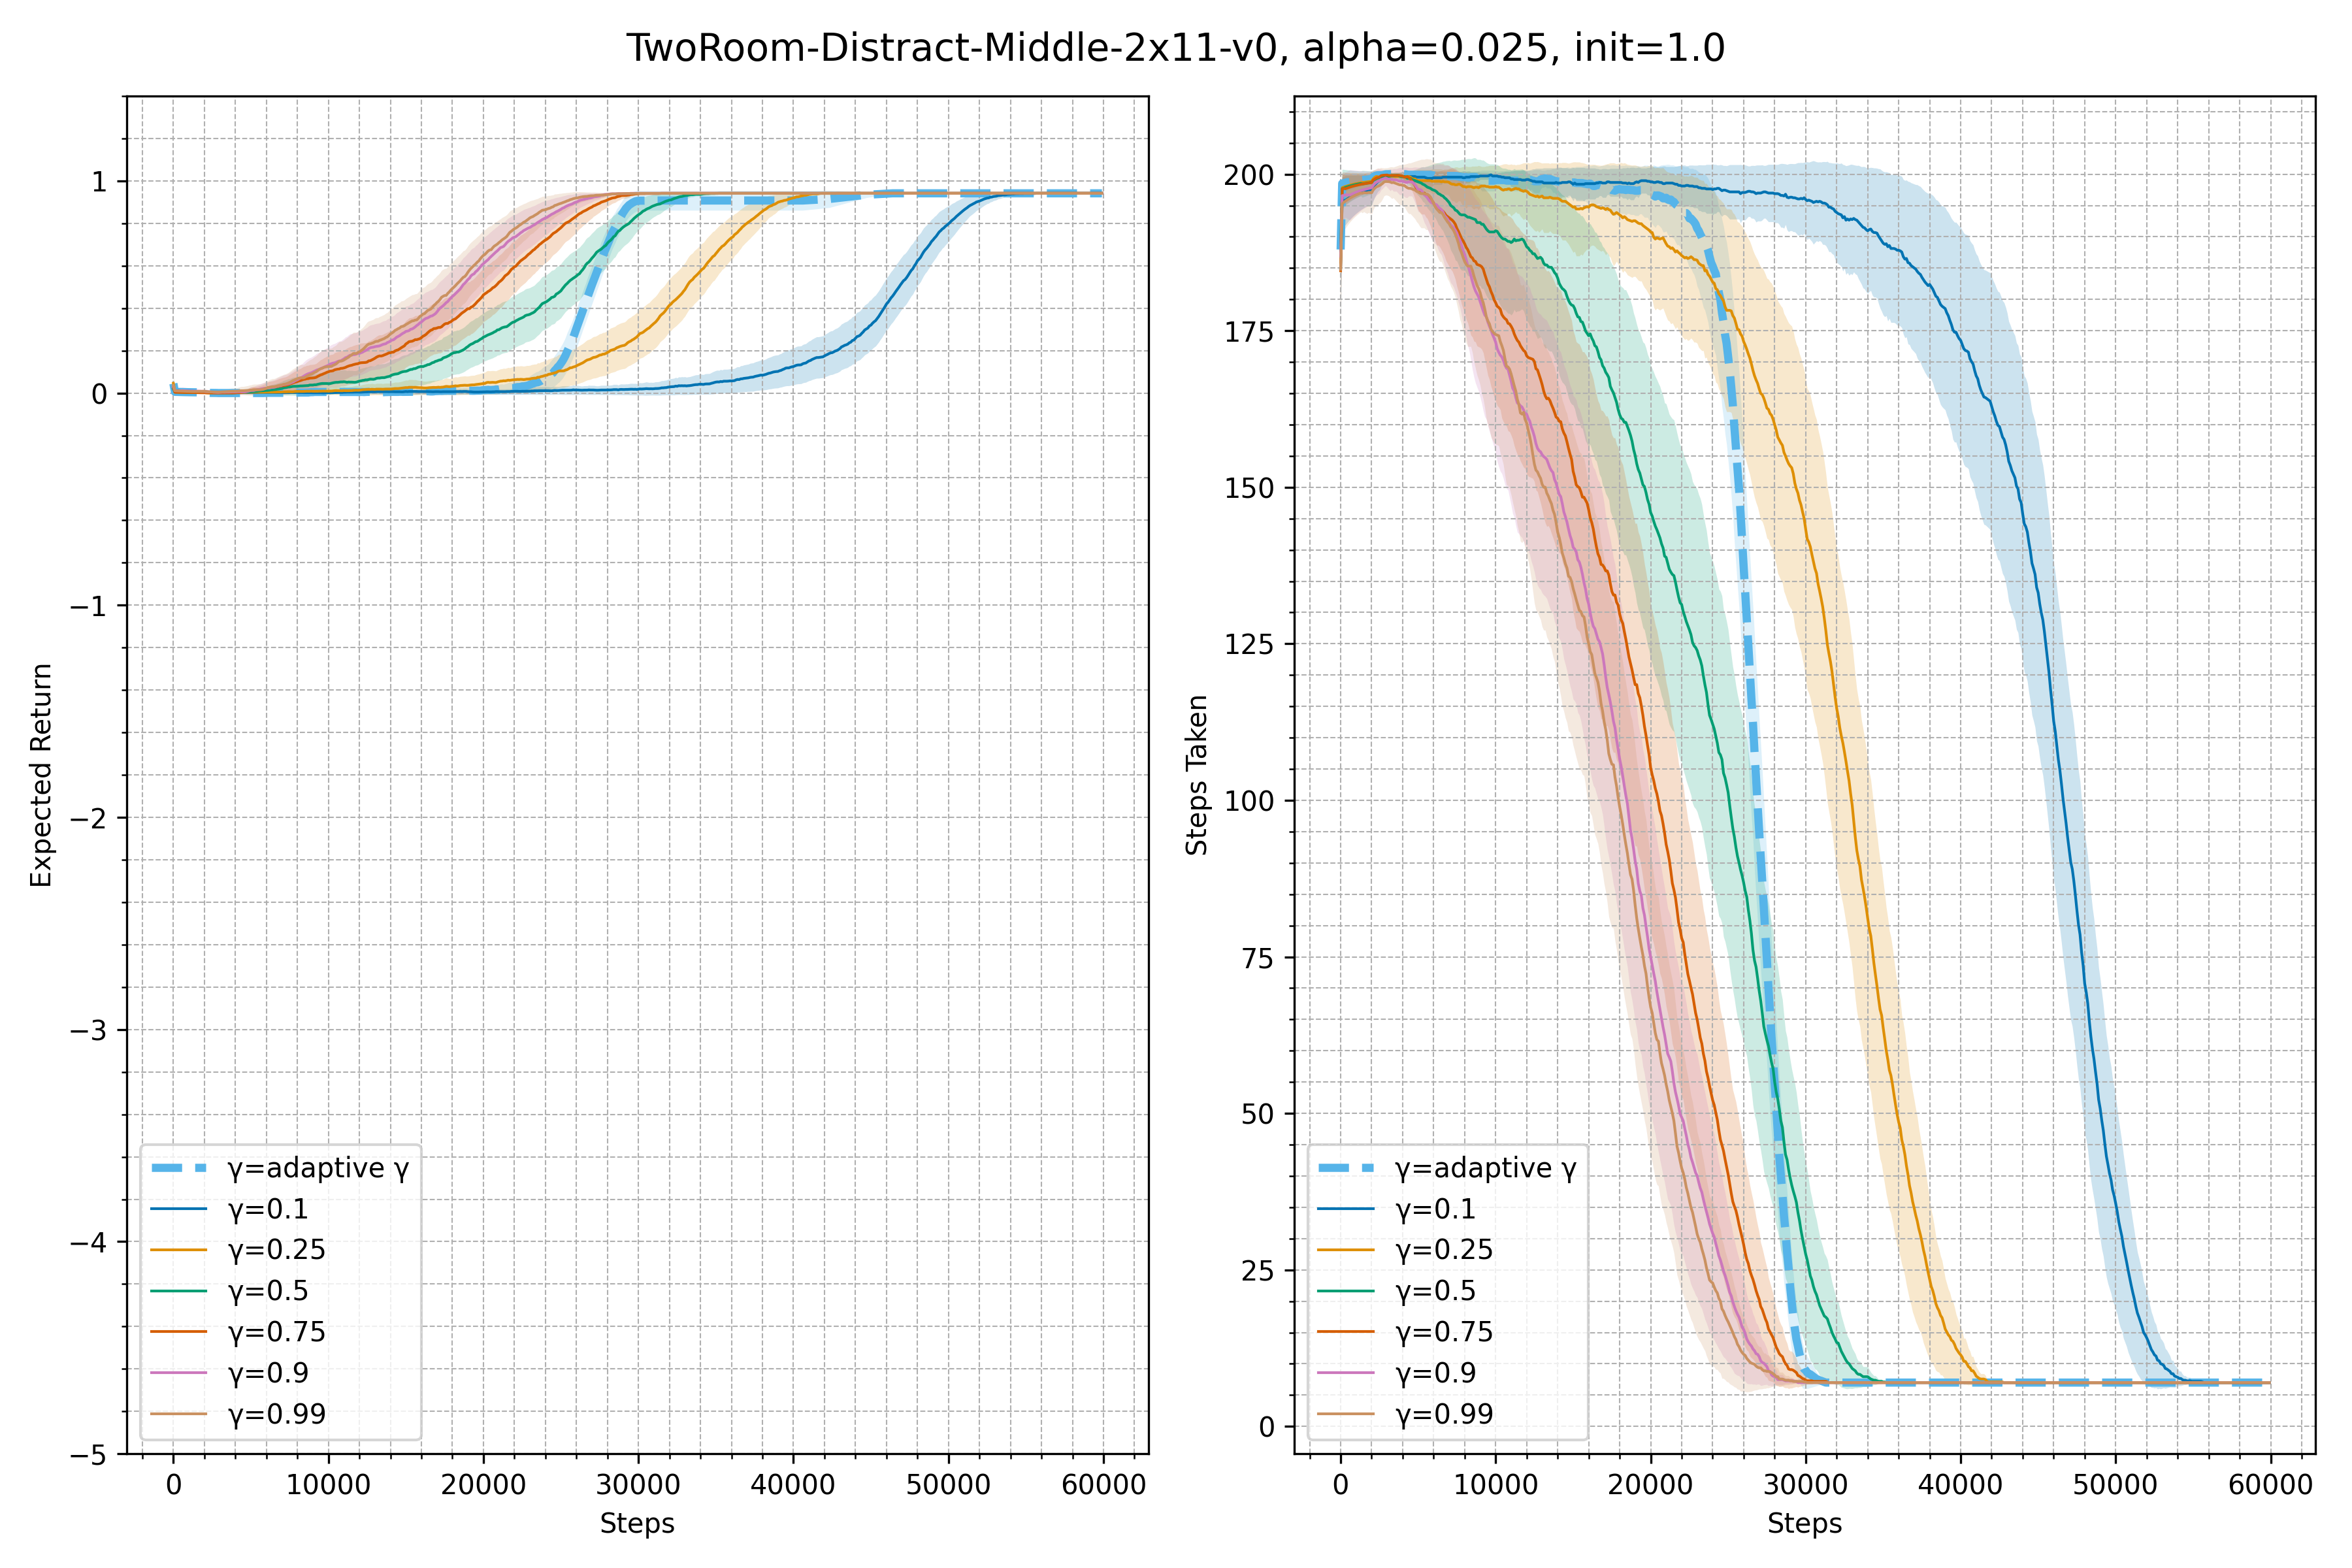 TwoRoom-Distract-Middle-2x11-v0, alpha=0.025, init=1.0
Expected Return
1
0
−1
−2
−3
−4
−5
γ=adaptive γ
γ=0.1
γ=0.25
γ=0.5
γ=0.75
γ=0.9
γ=0.99
0 10000 20000 30000 40000 50000 60000
Steps
Steps Taken
200
175
150
125
100
75
50
25
0
γ=adaptive γ
γ=0.1
γ=0.25
γ=0.5
γ=0.75
γ=0.9
γ=0.99
0 10000 20000 30000 40000 50000 60000
Steps